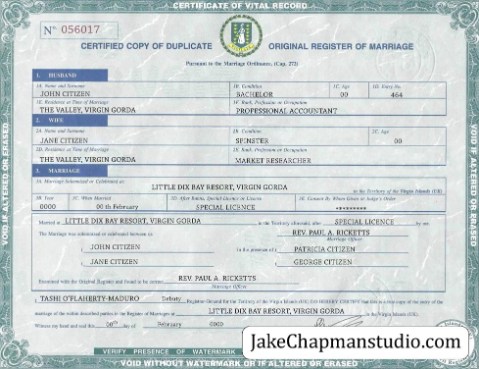 CERTIFICATE OF VITAL RECORD
Nº 056017
CERTIFIED COPY OF DUPLICATE ORIGINAL REGISTER OF MARRIAGE
Pursuant to the Marriage Ordinance, (Cap. 272)
1. HUSBAND
1A Name and Surname 1B Condition 1C. Age 1D. Entry No.
JOHN CITIZEN BACHELOR 00 464
1E. Residence at Time of Marriage 1F. Rank, Profession or Occupation
THE VALLEY, VIRGIN GORDA PROFESSIONAL ACCOUNTANT
2. WIFE
2A. Name and Surname 2B. Condition 2C. Age
JANE CITIZEN SPINSTER 00
2D. Residence at Time of Marriage 2E. Rank, Profession or Occupation
THE VALLEY, VIRGIN GORDA MARKET RESEARCHER
3. MARRIAGE
3A. Marriage Solemnized or Celebrated at:
LITTLE DIX BAY RESORT, VIRGIN GORDA in the Territory of the Virgin Islands (UK)
3B Year 3C. When Married 3D. After Banns, Special Licence or Licence 3E. Consent By Whom Given or Judge's Order
0000 00 th February SPECIAL LICENCE
Married at LITTLE DIX BAY RESORT, VIRGIN GORDA in the Territory aforesaid, after SPECIAL LICENCE by me
REV. PAUL A. RICKETTS
Marriage Officer
The Marriage was solemnized or celebrated between us
JOHN CITIZEN In the presence of PATRICIA CITIZEN
JANE CITIZEN GEORGE CITIZEN
Examined with the Original Register and found to be correct REV. PAUL A. RICKETTS
Marriage Officer
I, TASHI O'FLAHERTY-MADURO Registrar General for the Territory of the Virgin Islands (UK) DO HEREBY CERTIFY that this is a true copy of the entry of the
marriage of the within described parties in the Register of Marriages at LITTLE DIX BAY RESORT, VIRGIN GORDA in the Virgin Islands (UK).
Witness my hand and seal this 00th day of February 0000
JakeChapmanstudio.com
VERIFY PRESENCE OF WATERMARK
VOID WITHOUT WATERMARK OR IF ALTERED OR ERASED
VOID IF ALTERED OR ERASED
VOID IF ALTERED OR ERASED